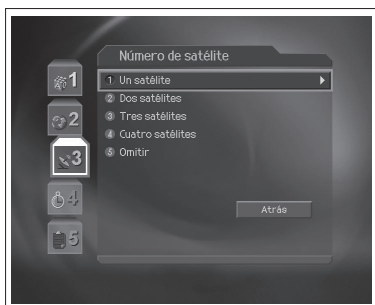 Número de satélite
1 Un satélite
2 Dos satélites
3 Tres satélites
4 Cuatro satélites
5 Omitir
Atrás
1
2
3
4
5